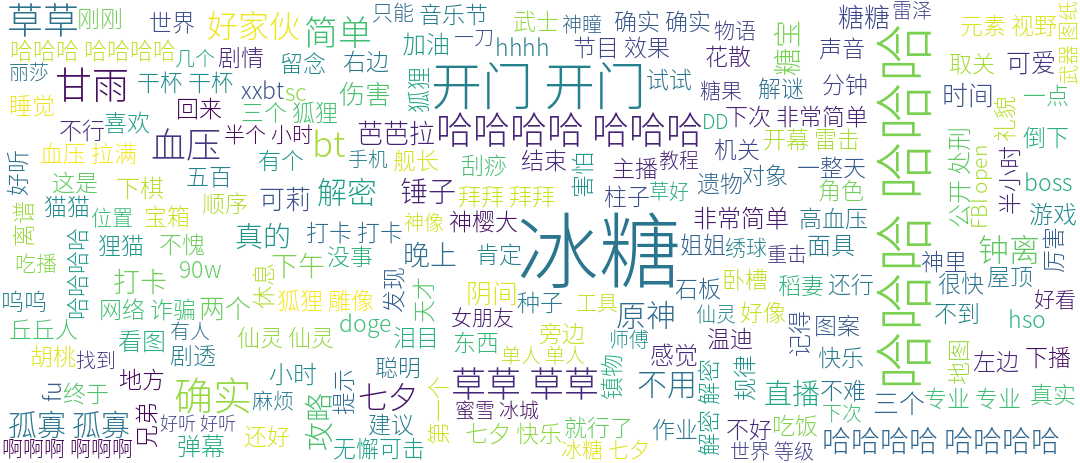 草草 刚刚
世界
好家伙
简单
只能
音乐节
武士
神瞳
确实 确实
物语
糖糖
雷泽
元素 视野
图纸
哈哈哈 哈哈哈哈
几个
剧情
留念
右边
加油
一刀
hhhh
节目 效果
花散
糖宝
声音
取关
可爱
武器
丽莎
甘雨
干杯 干杯
xxbt
sc
伤害
狐狸
开门 开门
试试
糖果
解谜
分钟
哈哈哈哈 哈哈哈哈
时间
一点
礼貌
睡觉
回来
三个 狐狸
哈哈哈哈 哈哈哈
DD
下次
非常简单
不行
喜欢
血压
半个 小时
bt
芭芭拉
开幕 雷击
倒下
半小时
公开 处刑
FBI open
好听
血压 拉满
有个
手机
舰长
刮痧
结束
害怕
主播
教程
机关
一整天
boss
这是
下棋
五百
可莉
解密
锤子
拜拜 拜拜
柱子
草好
遗物
对象
角色
游戏
离谱
猫猫
位置
宝箱
顺序
神像
神樱大
冰糖
非常简单
高血压
厉害
哈哈哈哈
狸猫
不愧
真的
打卡 打卡
晚上
肯定
姐姐
绣球
重击
面具
钟离
吃播
90w
下午
没事
发现
神里
屋顶
呜呜
打卡
休息
狐狸 雕像
天才
阴间
种子
工具
石板
卧槽
稻妻
还行
很快
好看
网络 诈骗
两个
doge
女朋友
原神
仙灵
好像
不到
hso
丘丘人
看图
有人
仙灵 仙灵
泪目
东西
旁边
师傅
感觉
温迪
记得
图案
胡桃
找到
剧透
聪明
单人 单人
快乐
地图
左边
下播
fu
终于
地方
小时
提示
七夕
第一个
草草 草草
镇物
不用
解密 解密
规律
直播
不难
三个
专业 专业
真实
确实
麻烦
攻略
建议
蜜雪 冰城
下次
孤寡 孤寡
兄弟
好听 好听
七夕 快乐
就行了
作业
不好
吃饭
啊啊啊 啊啊啊
弹幕
还好
无懈可击
冰糖 七夕
世界 等级
哈哈哈哈 哈哈哈哈